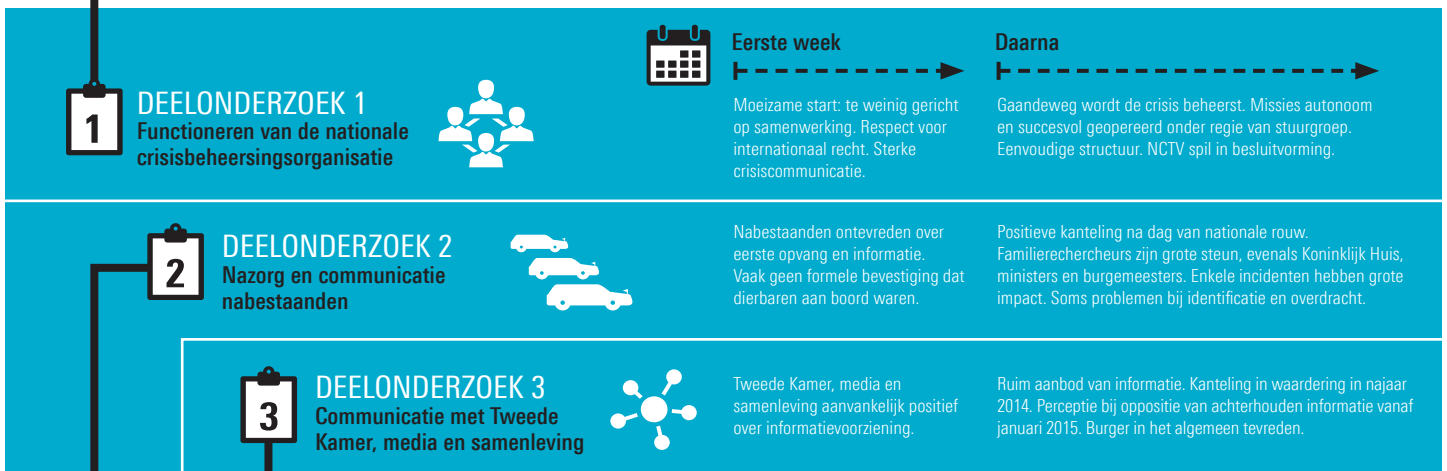 Eerste week
Daarna
1
DEELONDERZOEK 1
Functioneren van de nationale
crisisbeheersingsorganisatie
Moeizame start: te weinig gericht
op samenwerking. Respect voor
internationaal recht. Sterke
crisiscommunicatie.
Gaandeweg wordt de crisis beheerst. Missies autonoom
en succesvol geopereerd onder regie van stuurgroep.
Eenvoudige structuur. NCTV spil in besluitvorming.
2
DEELONDERZOEK 2
Nazorg en communicatie
nabestaanden
Nabestaanden ontevreden over
eerste opvang en informatie.
Vaak geen formele bevestiging dat
dierbaren aan boord waren.
Positieve kanteling na dag van nationale rouw.
Familierechercheurs zijn grote steun, evenals Koninklijk Huis,
ministers en burgemeesters. Enkele incidenten hebben grote
impact. Soms problemen bij identificatie en overdracht.
3
DEELONDERZOEK 3
Communicatie met Tweede
Kamer, media en samenleving
Tweede Kamer, media en
samenleving aanvankelijk positief
over informatievoorziening.
Ruim aanbod van informatie. Kanteling in waardering in najaar
2014. Perceptie bij oppositie van achterhouden informatie vanaf
januari 2015. Burger in het algemeen tevreden.